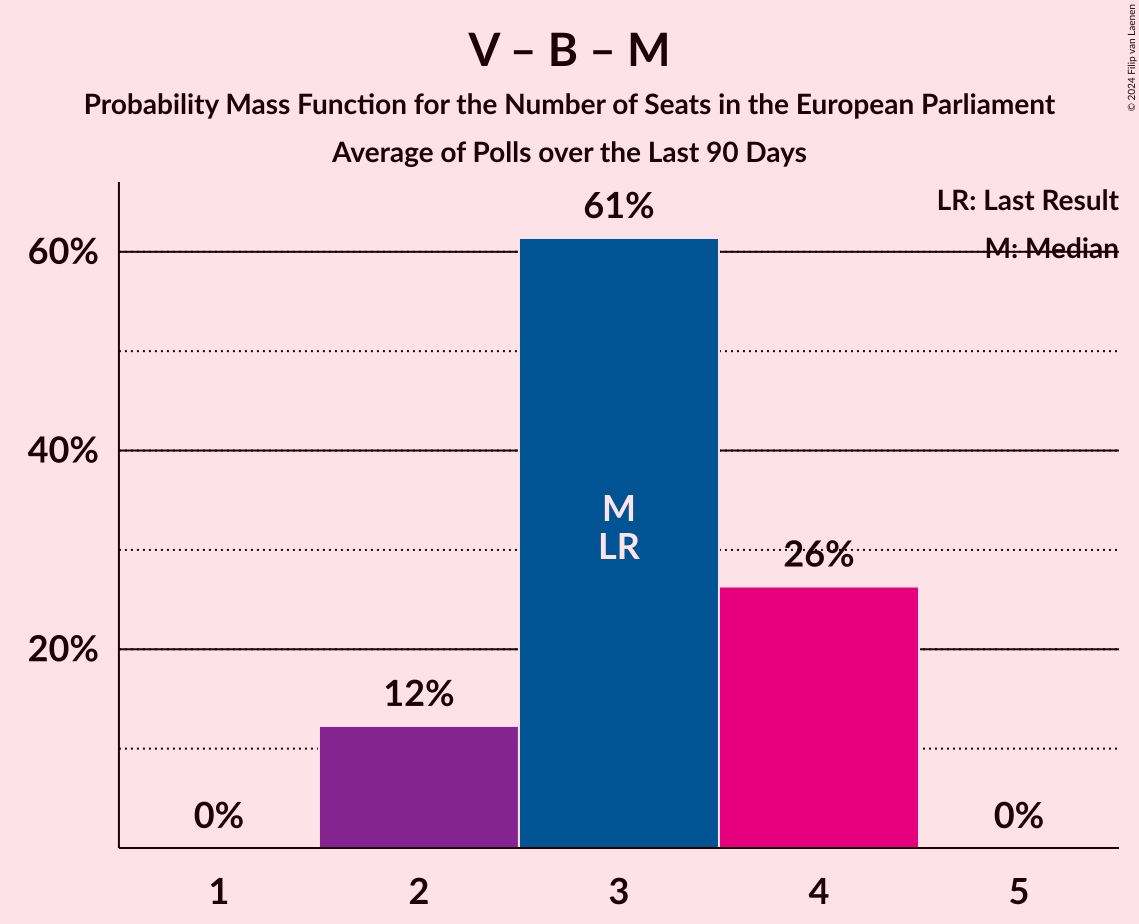 V – B – M
Probability Mass Function for the Number of Seats in the European Parliament
Average of Polls over the Last 90 Days
© 2024 Filip van Laenen
LR: Last Result
M: Median
60%
40%
20%
0%
12%
61%
26%
0%
M
LR
1
2
3
4
5